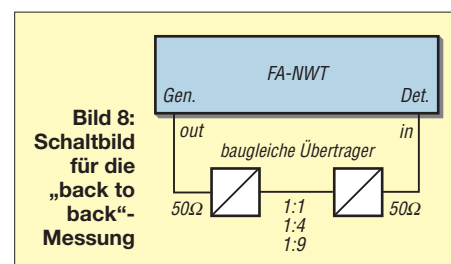 Bild 8:
Schaltbild
für die
„back to
back“-
Messung
FA-NWT
Gen.
Det.
out
in
baugleiche Übertrager
50Ω
1:1
1:4
1:9
50Ω